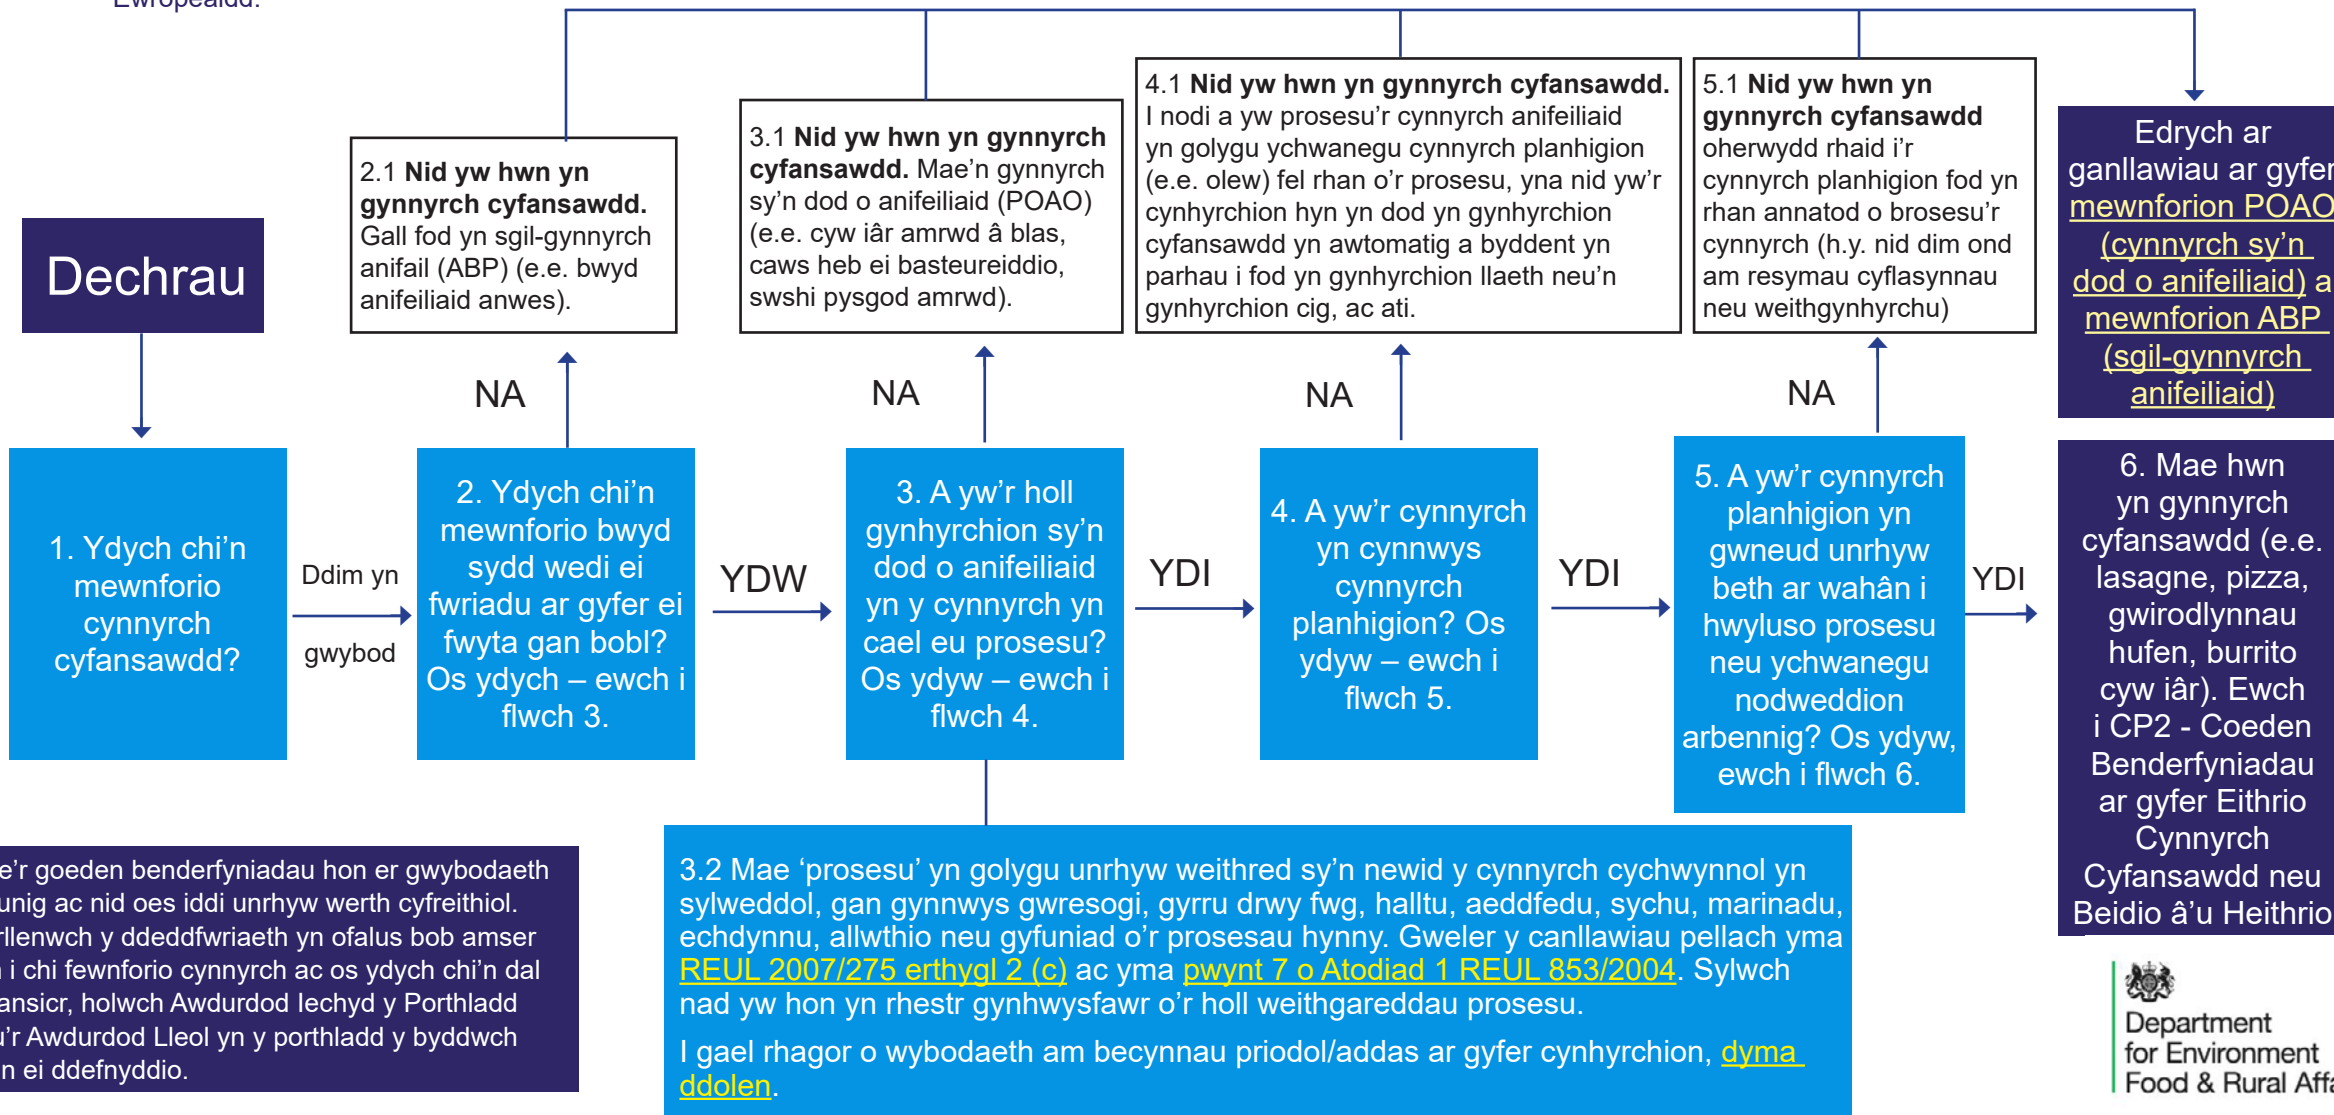 Ewropeaidd.
Dechrau
2.1 Nid yw hwn yn
gynnyrch cyfansawdd.
Gall fod yn sgil-gynnyrch
anifail (ABP) (e.e. bwyd
anifeiliaid anwes).
3.1 Nid yw hwn yn gynnyrch
cyfansawdd. Mae’n gynnyrch
sy’n dod o anifeiliaid (POAO)
(e.e. cyw iâr amrwd â blas,
caws heb ei basteureiddio,
swshi pysgod amrwd).
4.1 Nid yw hwn yn gynnyrch cyfansawdd.
I nodi a yw prosesu’r cynnyrch anifeiliaid
yn golygu ychwanegu cynnyrch planhigion
(e.e. olew) fel rhan o’r prosesu, yna nid yw’r
cynhyrchion hyn yn dod yn gynhyrchion
cyfansawdd yn awtomatig a byddent yn
parhau i fod yn gynhyrchion llaeth neu’n
gynhyrchion cig, ac ati.
5.1 Nid yw hwn yn
gynnyrch cyfansawdd
oherwydd rhaid i’r
cynnyrch planhigion fod yn
rhan annatod o brosesu’r
cynnyrch (h.y. nid dim ond
am resymau cyflasynnau
neu weithgynhyrchu)
Edrych ar
ganllawiau ar gyfer
mewnforion POAO
(cynnyrch sy’n
dod o anifeiliaid) a
mewnforion ABP
(sgil-gynnyrch
anifeiliaid)
NA
NA
NA
NA
1. Ydych chi’n
mewnforio
cynnyrch
cyfansawdd?
Ddim yn
gwybod
2. Ydych chi’n
mewnforio bwyd
sydd wedi ei
fwriadu ar gyfer ei
fwyta gan bobl?
Os ydych – ewch i
flwch 3.
YDW
3. A yw’r holl
gynhyrchion sy’n
dod o anifeiliaid
yn y cynnyrch yn
cael eu prosesu?
Os ydyw – ewch i
flwch 4.
YDI
4. A yw’r cynnyrch
yn cynnwys
cynnyrch
planhigion? Os
ydyw – ewch i
flwch 5.
YDI
5. A yw’r cynnyrch
planhigion yn
gwneud unrhyw
beth ar wahân i
hwyluso prosesu
neu ychwanegu
nodweddion
arbennig? Os ydyw,
ewch i flwch 6.
YDI
6. Mae hwn
yn gynnyrch
cyfansawdd (e.e.
lasagne, pizza,
gwirodlynnau
hufen, burrito
cyw iâr). Ewch
i CP2 - Coeden
Benderfyniadau
ar gyfer Eithrio
Cynnyrch
Cyfansawdd neu
Beidio â’u Heithrio
e’r goeden benderfyniadau hon er gwybodaeth
unig ac nid oes iddi unrhyw werth cyfreithiol.
rllenwch y ddeddfwriaeth yn ofalus bob amser
i chi fewnforio cynnyrch ac os ydych chi’n dal
ansicr, holwch Awdurdod Iechyd y Porthladd
u’r Awdurdod Lleol yn y porthladd y byddwch
n ei ddefnyddio.
3.2 Mae ‘prosesu’ yn golygu unrhyw weithred sy’n newid y cynnyrch cychwynnol yn
sylweddol, gan gynnwys gwresogi, gyrru drwy fwg, halltu, aeddfedu, sychu, marinadu,
echdynnu, allwthio neu gyfuniad o’r prosesau hynny. Gweler y canllawiau pellach yma
REUL 2007/275 erthygl 2 (c) ac yma pwynt 7 o Atodiad 1 REUL 853/2004. Sylwch
nad yw hon yn rhestr gynhwysfawr o’r holl weithgareddau prosesu.
I gael rhagor o wybodaeth am becynnau priodol/addas ar gyfer cynhyrchion, dyma
ddolen.
Department
for Environment
Food & Rural Affa